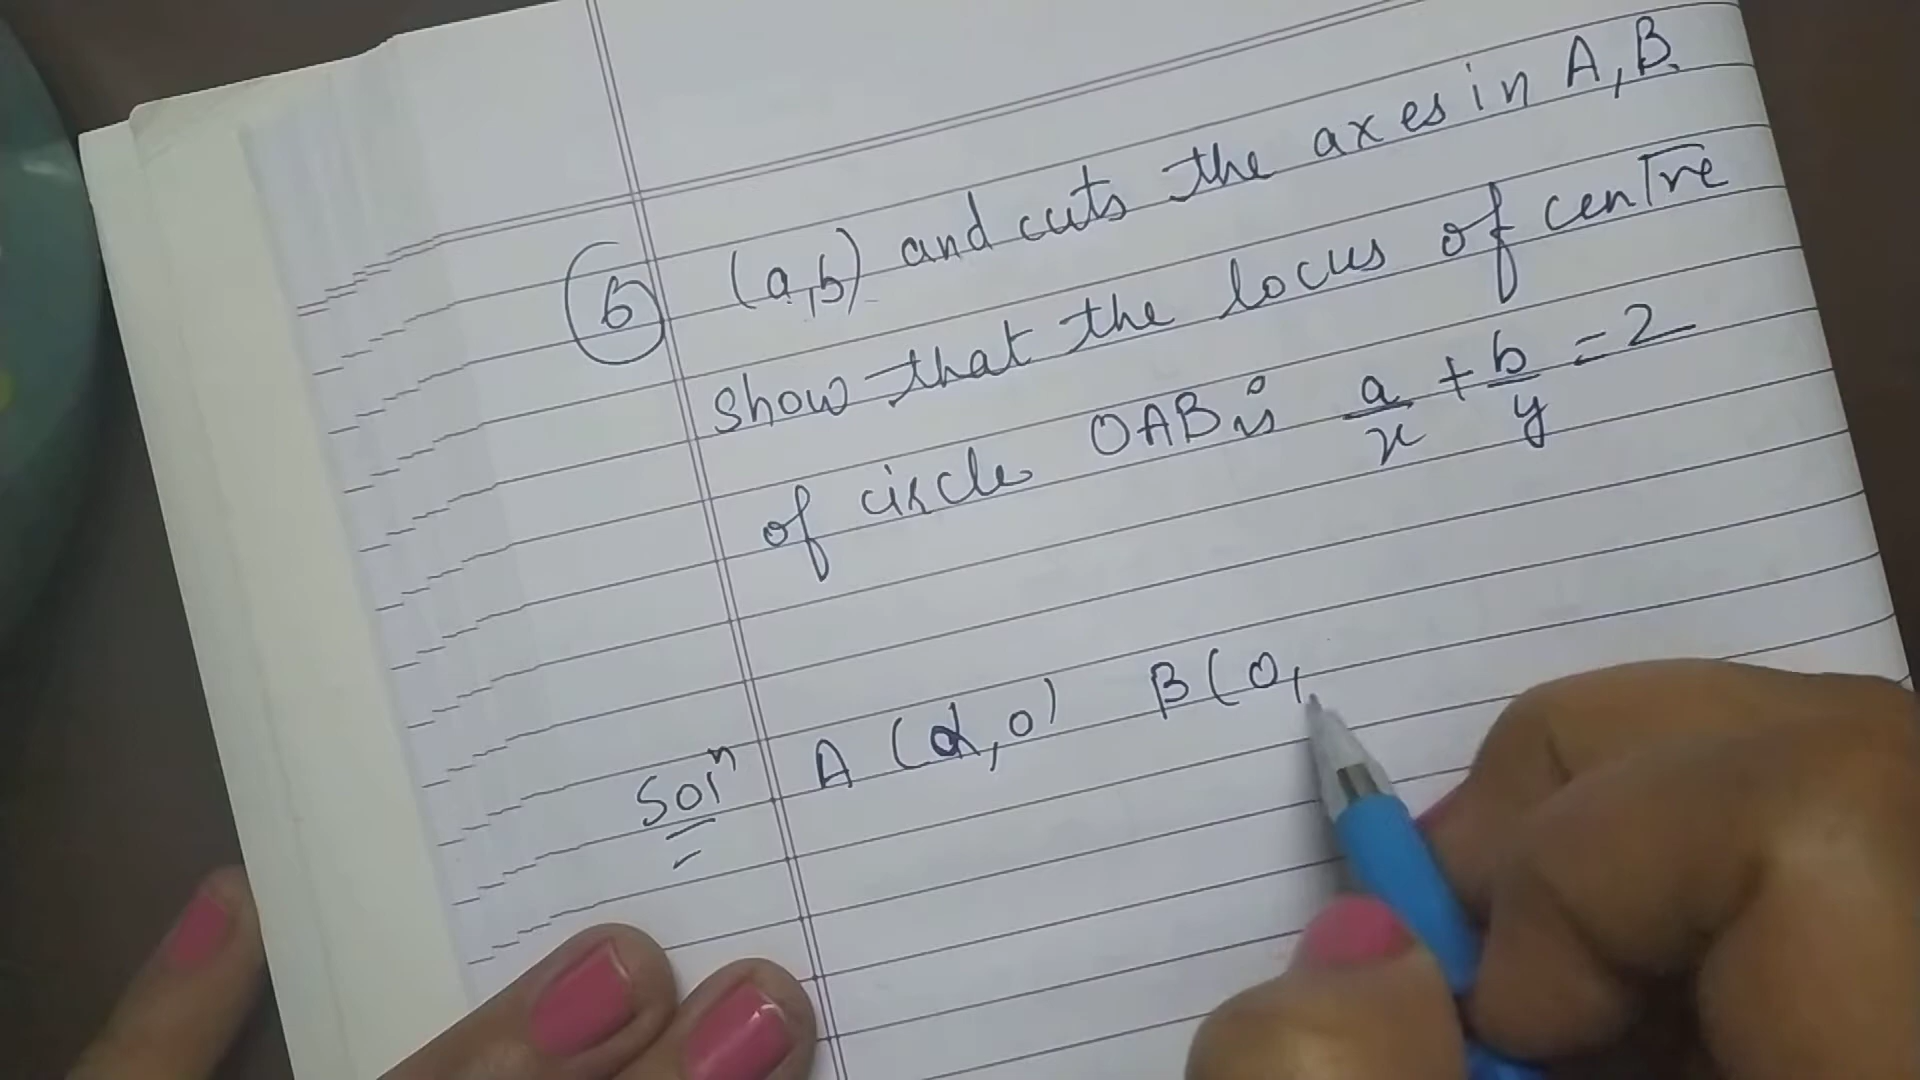 (6) (a,b) and cuts the axes in A, B.
show that the locus of centre
of circle OAB is a/x + b/y = 2
Solⁿ A (α, 0) B (0,